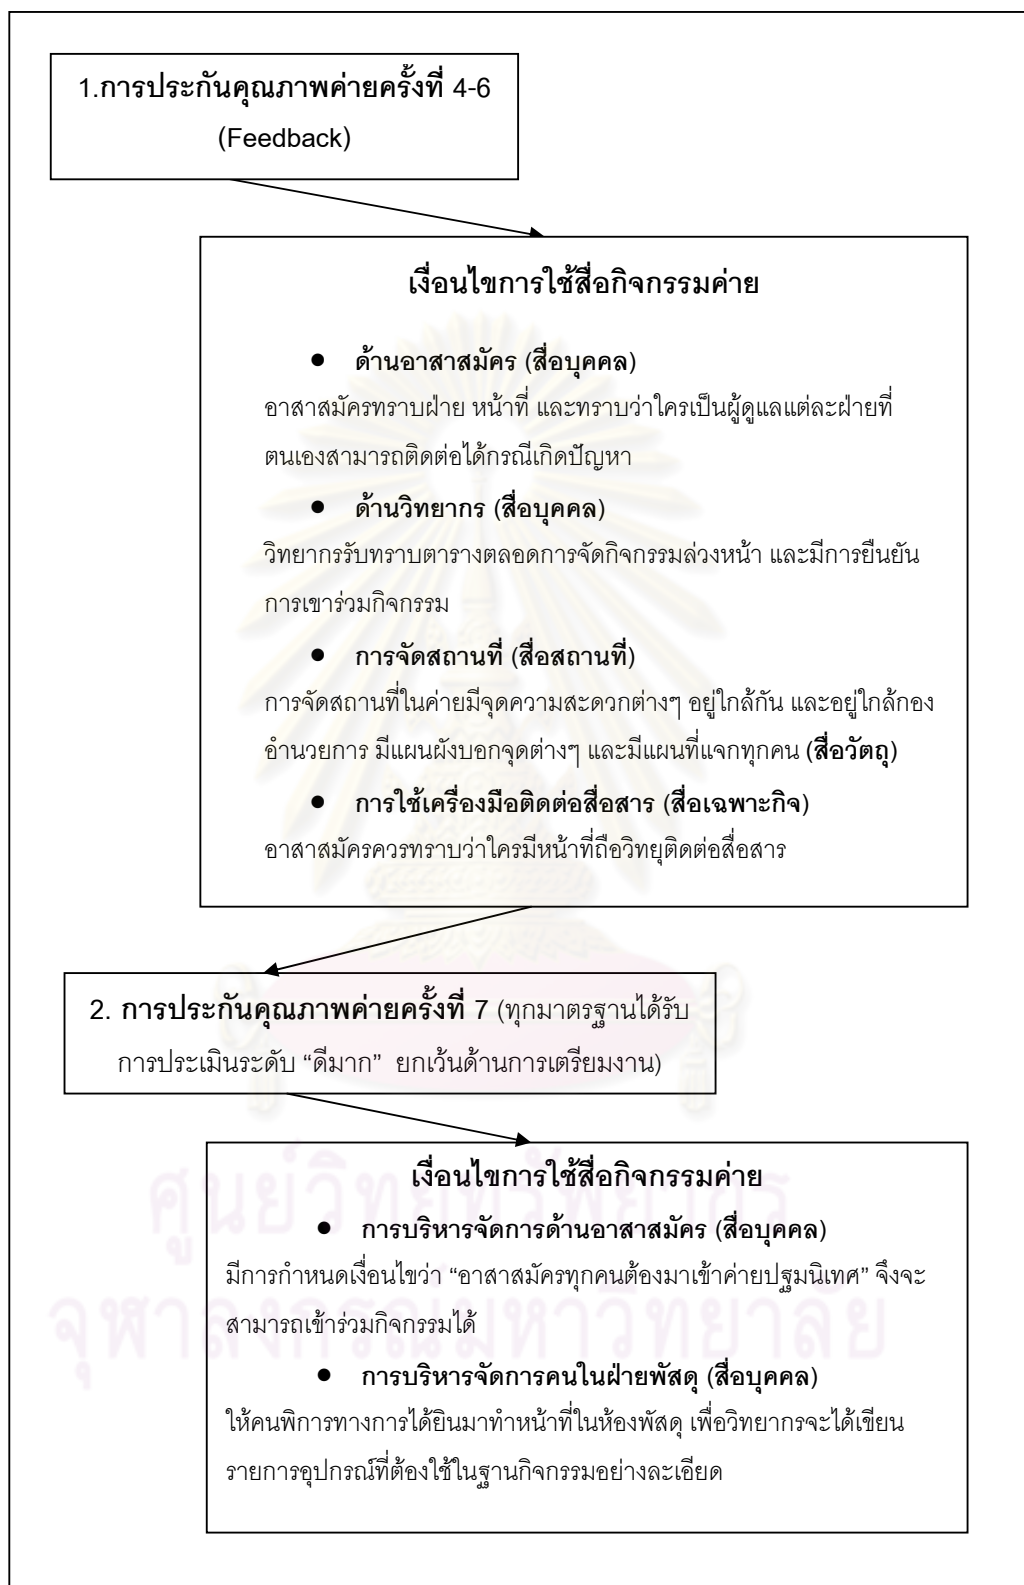 1.การประกันคุณภาพค่ายครั้งที่ 4-6
(Feedback)
เงื่อนไขการใช้สื่อกิจกรรมค่าย
● ด้านอาสาสมัคร (สื่อบุคคล)
อาสาสมัครทราบฝ่าย หน้าที่ และทราบว่าใครเป็นผู้ดูแลแต่ละฝ่ายที่
ตนเองสามารถติดต่อได้กรณีเกิดปัญหา
● ด้านวิทยากร (สื่อบุคคล)
วิทยากรรับทราบตารางตลอดการจัดกิจกรรมล่วงหน้า และมีการยืนยัน
การเขาร่วมกิจกรรม
● การจัดสถานที่ (สื่อสถานที่)
การจัดสถานที่ในค่ายมีจุดความสะดวกต่างๆ อยู่ใกล้กัน และอยู่ใกล้กอง
อำนวยการ มีแผนผังบอกจุดต่างๆ และมีแผนที่แจกทุกคน (สื่อวัตถุ)
● การใช้เครื่องมือติดต่อสื่อสาร (สื่อเฉพาะกิจ)
อาสาสมัครควรทราบว่าใครมีหน้าที่ถือวิทยุติดต่อสื่อสาร
2. การประกันคุณภาพค่ายครั้งที่ 7 (ทุกมาตรฐานได้รับ
การประเมินระดับ “ดีมาก” ยกเว้นด้านการเตรียมงาน)
เงื่อนไขการใช้สื่อกิจกรรมค่าย
● การบริหารจัดการด้านอาสาสมัคร (สื่อบุคคล)
มีการกำหนดเงื่อนไขว่า “อาสาสมัครทุกคนต้องมาเข้าค่ายปฐมนิเทศ” จึงจะ
สามารถเข้าร่วมกิจกรรมได้
● การบริหารจัดการคนในฝ่ายพัสดุ (สื่อบุคคล)
ให้คนพิการทางการได้ยินมาทำหน้าที่ในห้องพัสดุ เพื่อวิทยากรจะได้เขียน
รายการอุปกรณ์ที่ต้องใช้ในฐานกิจกรรมอย่างละเอียด
ศูนย์วิทยทรัพยากร
จุฬาลงกรณ์มหาวิทยาลัย